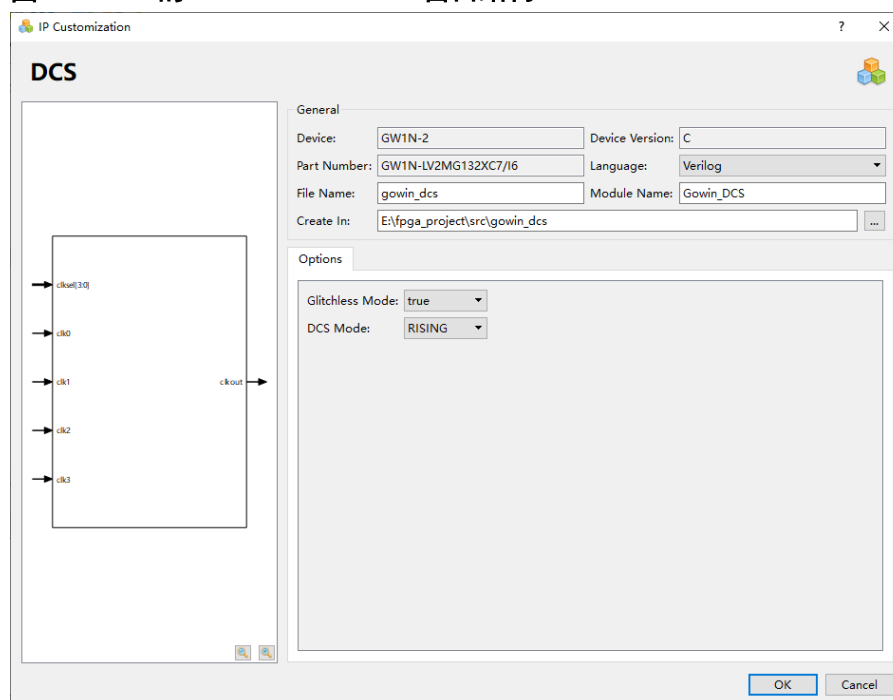 IP Customization
?
DCS
General
Device: GW1N-2 Device Version: C
Part Number: GW1N-LV2MG132XC7/I6 Language: Verilog
File Name: gowin_dcs Module Name: Gowin_DCS
Create In: E:\fpga_project\src\gowin_dcs ...
Options
Glitchless Mode: true
DCS Mode: RISING
clksel[3:0]
clk0
clk1 clkout
clk2
clk3
OK Cancel